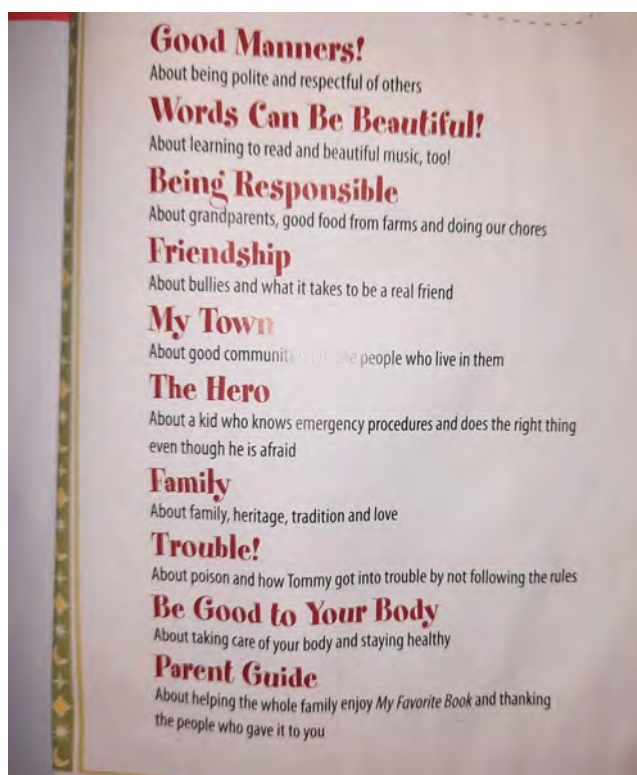 Good Manners!
About being polite and respectful of others
Words Can Be Beautiful!
About learning to read and beautiful music, too!
Being Responsible
About grandparents, good food from farms and doing our chores
Friendship
About bullies and what it takes to be a real friend
My Town
About good people who live in them
The Hero
About a kid who knows emergency procedures and does the right thing
even though he is afraid
Family
About family, heritage, tradition and love
Trouble!
About poison and how Tommy got into trouble by not following the rules
Be Good to Your Body
About taking care of your body and staying healthy
Parent Guide
About helping the whole family enjoy My Favorite Book and thanking
the people who gave it to you